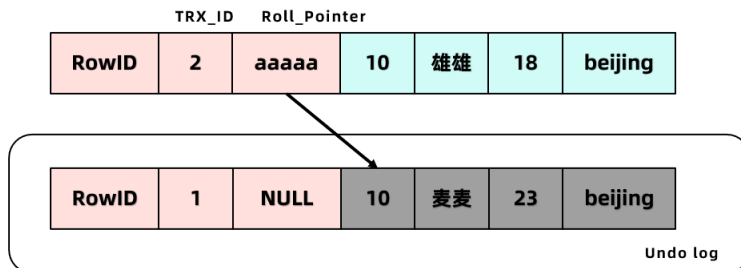 TRX_ID Roll_Pointer
RowID 2 aaaaa 10 雄雄 18 beijing
RowID 1 NULL 10 麦麦 23 beijing
Undo log